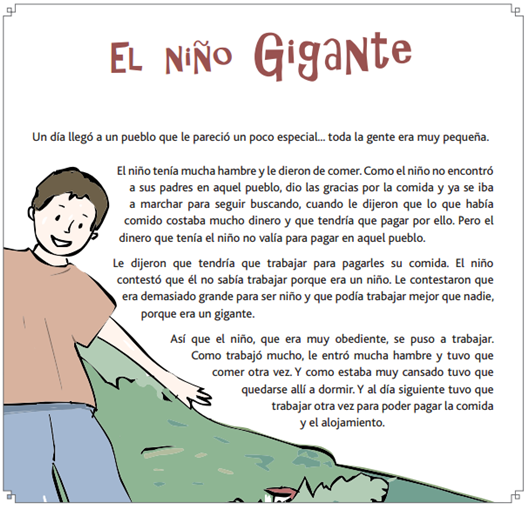 EL NIÑO GIGANTE
Un día llegó a un pueblo que le pareció un poco especial... toda la gente era muy pequeña.
El niño tenía mucha hambre y le dieron de comer. Como el niño no encontró
a sus padres en aquel pueblo, dio las gracias por la comida y ya se iba
a marchar para seguir buscando, cuando le dijeron que lo que había
comido costaba mucho dinero y que tendría que pagar por ello. Pero el
dinero que tenía el niño no valía para pagar en aquel pueblo.
Le dijeron que tendría que trabajar para pagarles su comida. El niño
contestó que él no sabía trabajar porque era un niño. Le contestaron que
era demasiado grande para ser niño y que podía trabajar mejor que nadie,
porque era un gigante.
Así que el niño, que era muy obediente, se puso a trabajar.
Como trabajó mucho, le entró mucha hambre y tuvo que
comer otra vez. Y como estaba muy cansado tuvo que
quedarse allí a dormir. Y al día siguiente tuvo que
trabajar otra vez para poder pagar la comida
y el alojamiento.